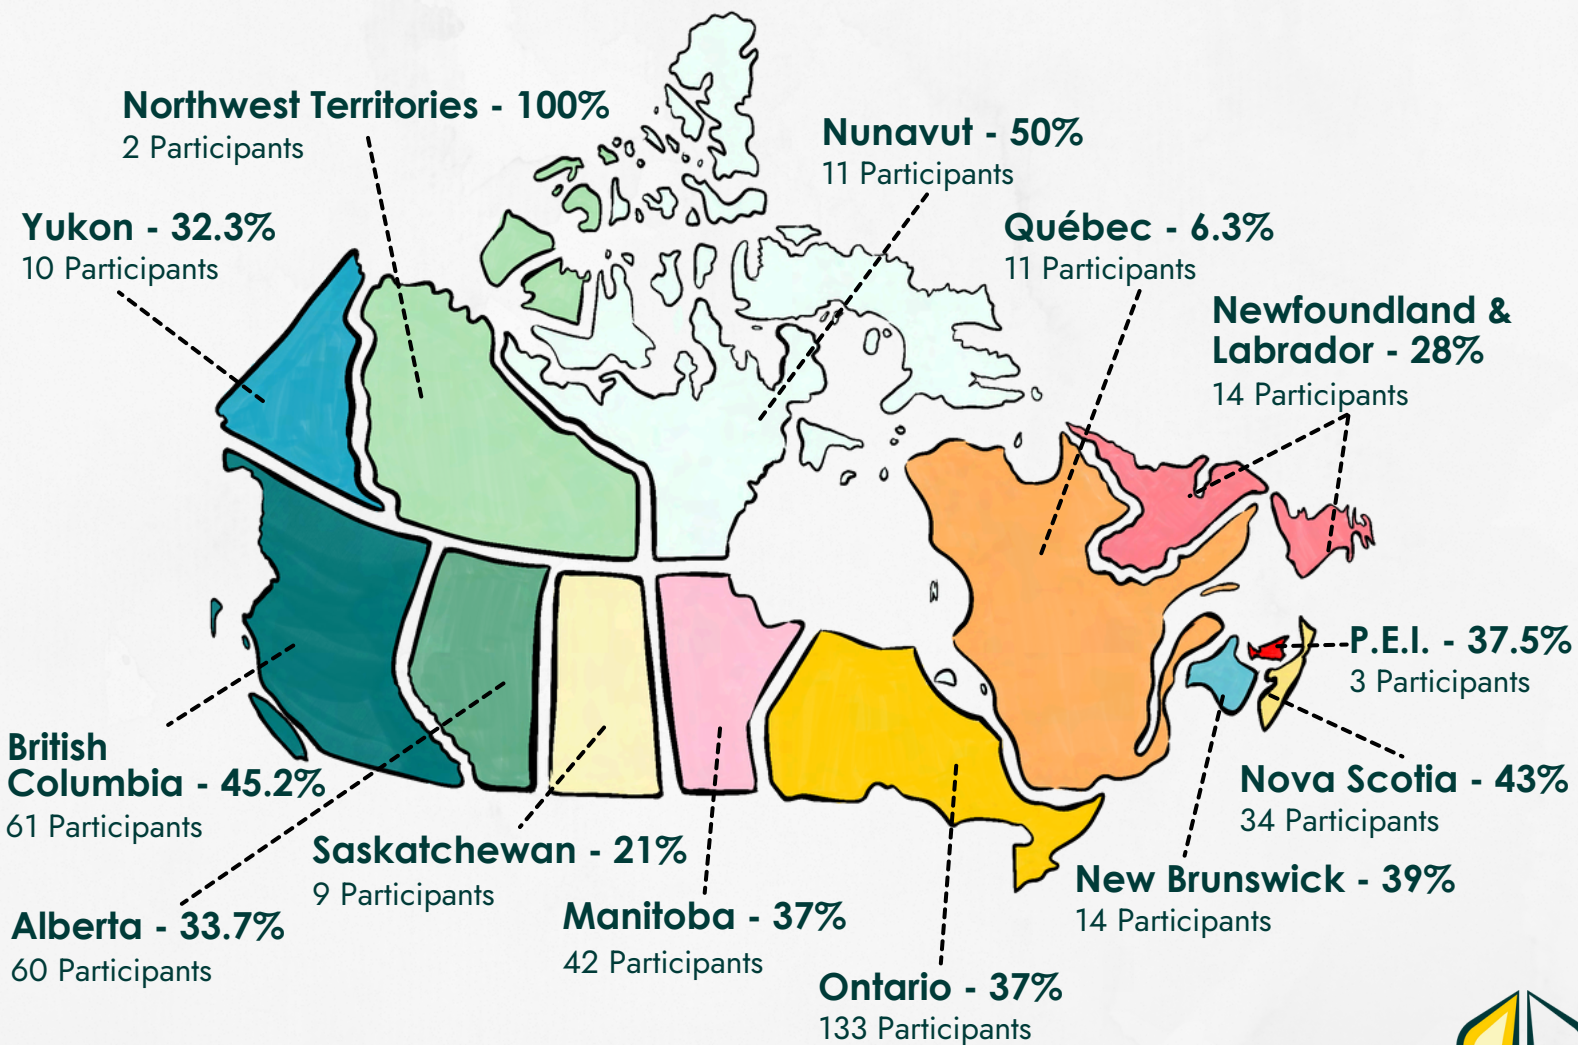 Northwest Territories - 100%
2 Participants
Nunavut - 50%
11 Participants
Yukon - 32.3%
10 Participants
Québec - 6.3%
11 Participants
Newfoundland &
Labrador - 28%
14 Participants
P.E.I. - 37.5%
3 Participants
British
Columbia - 45.2%
61 Participants
Nova Scotia - 43%
34 Participants
Saskatchewan - 21%
9 Participants
New Brunswick - 39%
14 Participants
Alberta - 33.7%
60 Participants
Manitoba - 37%
42 Participants
Ontario - 37%
133 Participants